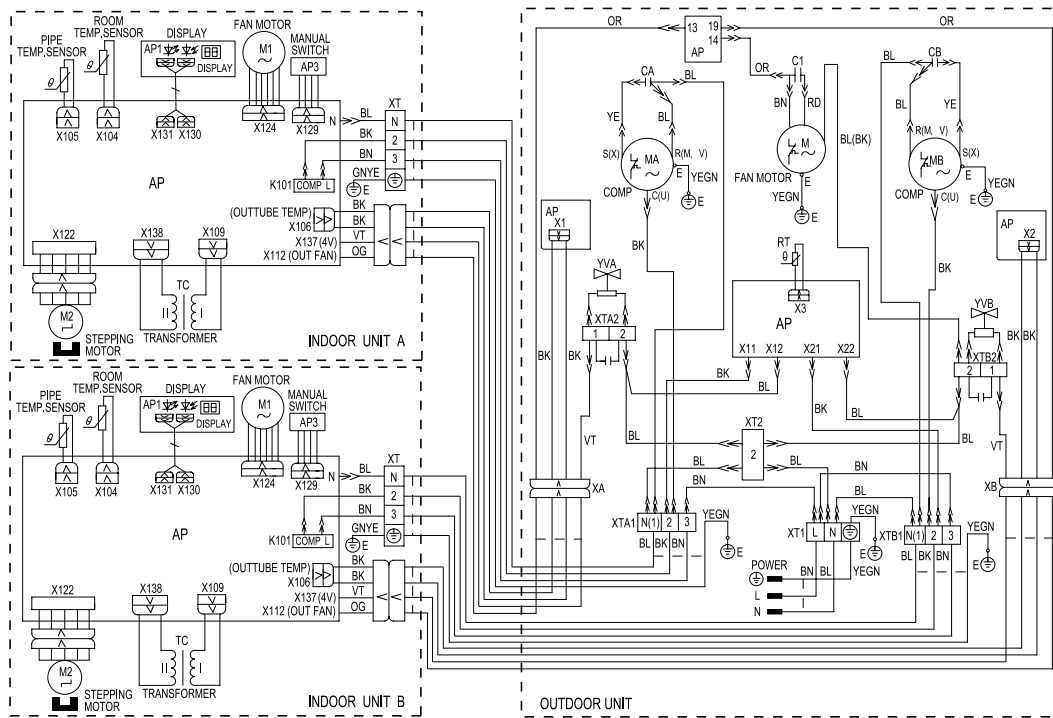 ROOM
TEMP.SENSOR
PIPE
TEMP.SENSOR
DISPLAY
AP1
DISPLAY
FAN MOTOR
M1
MANUAL
SWITCH
AP3
θ
θ
X105
X104
X131
X130
X124
X129
N
BL
XT
N
BK
2
BN
3
K101
COMP L
GNYE
E
AP
(OUTTUBE TEMP)
X106
BK
BK
X137 (4V)
VT
X112 (OUT FAN)
OG
X122
X138
X109
TC
M2
STEPPING
MOTOR
TRANSFORMER
INDOOR UNIT A
ROOM
TEMP.SENSOR
PIPE
TEMP.SENSOR
DISPLAY
AP1
DISPLAY
FAN MOTOR
M1
MANUAL
SWITCH
AP3
θ
θ
X105
X104
X131
X130
X124
X129
N
BL
XT
N
BK
2
BN
3
K101
COMP L
GNYE
E
AP
(OUTTUBE TEMP)
X106
BK
BK
X137 (4V)
VT
X112 (OUT FAN)
OG
X122
X138
X109
TC
M2
STEPPING
MOTOR
TRANSFORMER
INDOOR UNIT B
OR
13
19
14
AP
OR
CA
BL
C1
OR
BN
RD
BL
CB
YE
BL
BL
YE
BL(BK)
S(X)
MA
R(M, V)
E
YEGN
E
COMP
C(U)
M
FAN MOTOR
E
YEGN
E
R(M, V)
MB
S(X)
E
YEGN
E
COMP
C(U)
AP
X1
AP
X2
BK
BK
YVA
XTA2
1
2
RT
θ
X3
AP
X11
X12
X21
X22
YVB
XTB2
2
1
BK
BK
BK
BK
BK
BL
BK
BL
VT
VT
XT2
2
BL
BL
BL
BL
BN
BN
BL
XA
XB
XTA1
N(1)
2
3
BL
BK
BN
YEGN
E
XT1
L
N
YEGN
E
XTB1
N(1)
2
3
YEGN
E
BL
BK
BN
POWER
BN
BL
YEGN
L
N
OUTDOOR UNIT